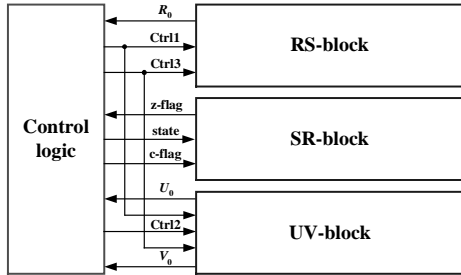 R₀
Ctrl1
RS-block
Ctrl3
z-flag
Control
logic
state
SR-block
c-flag
U₀
Ctrl2
UV-block
V₀